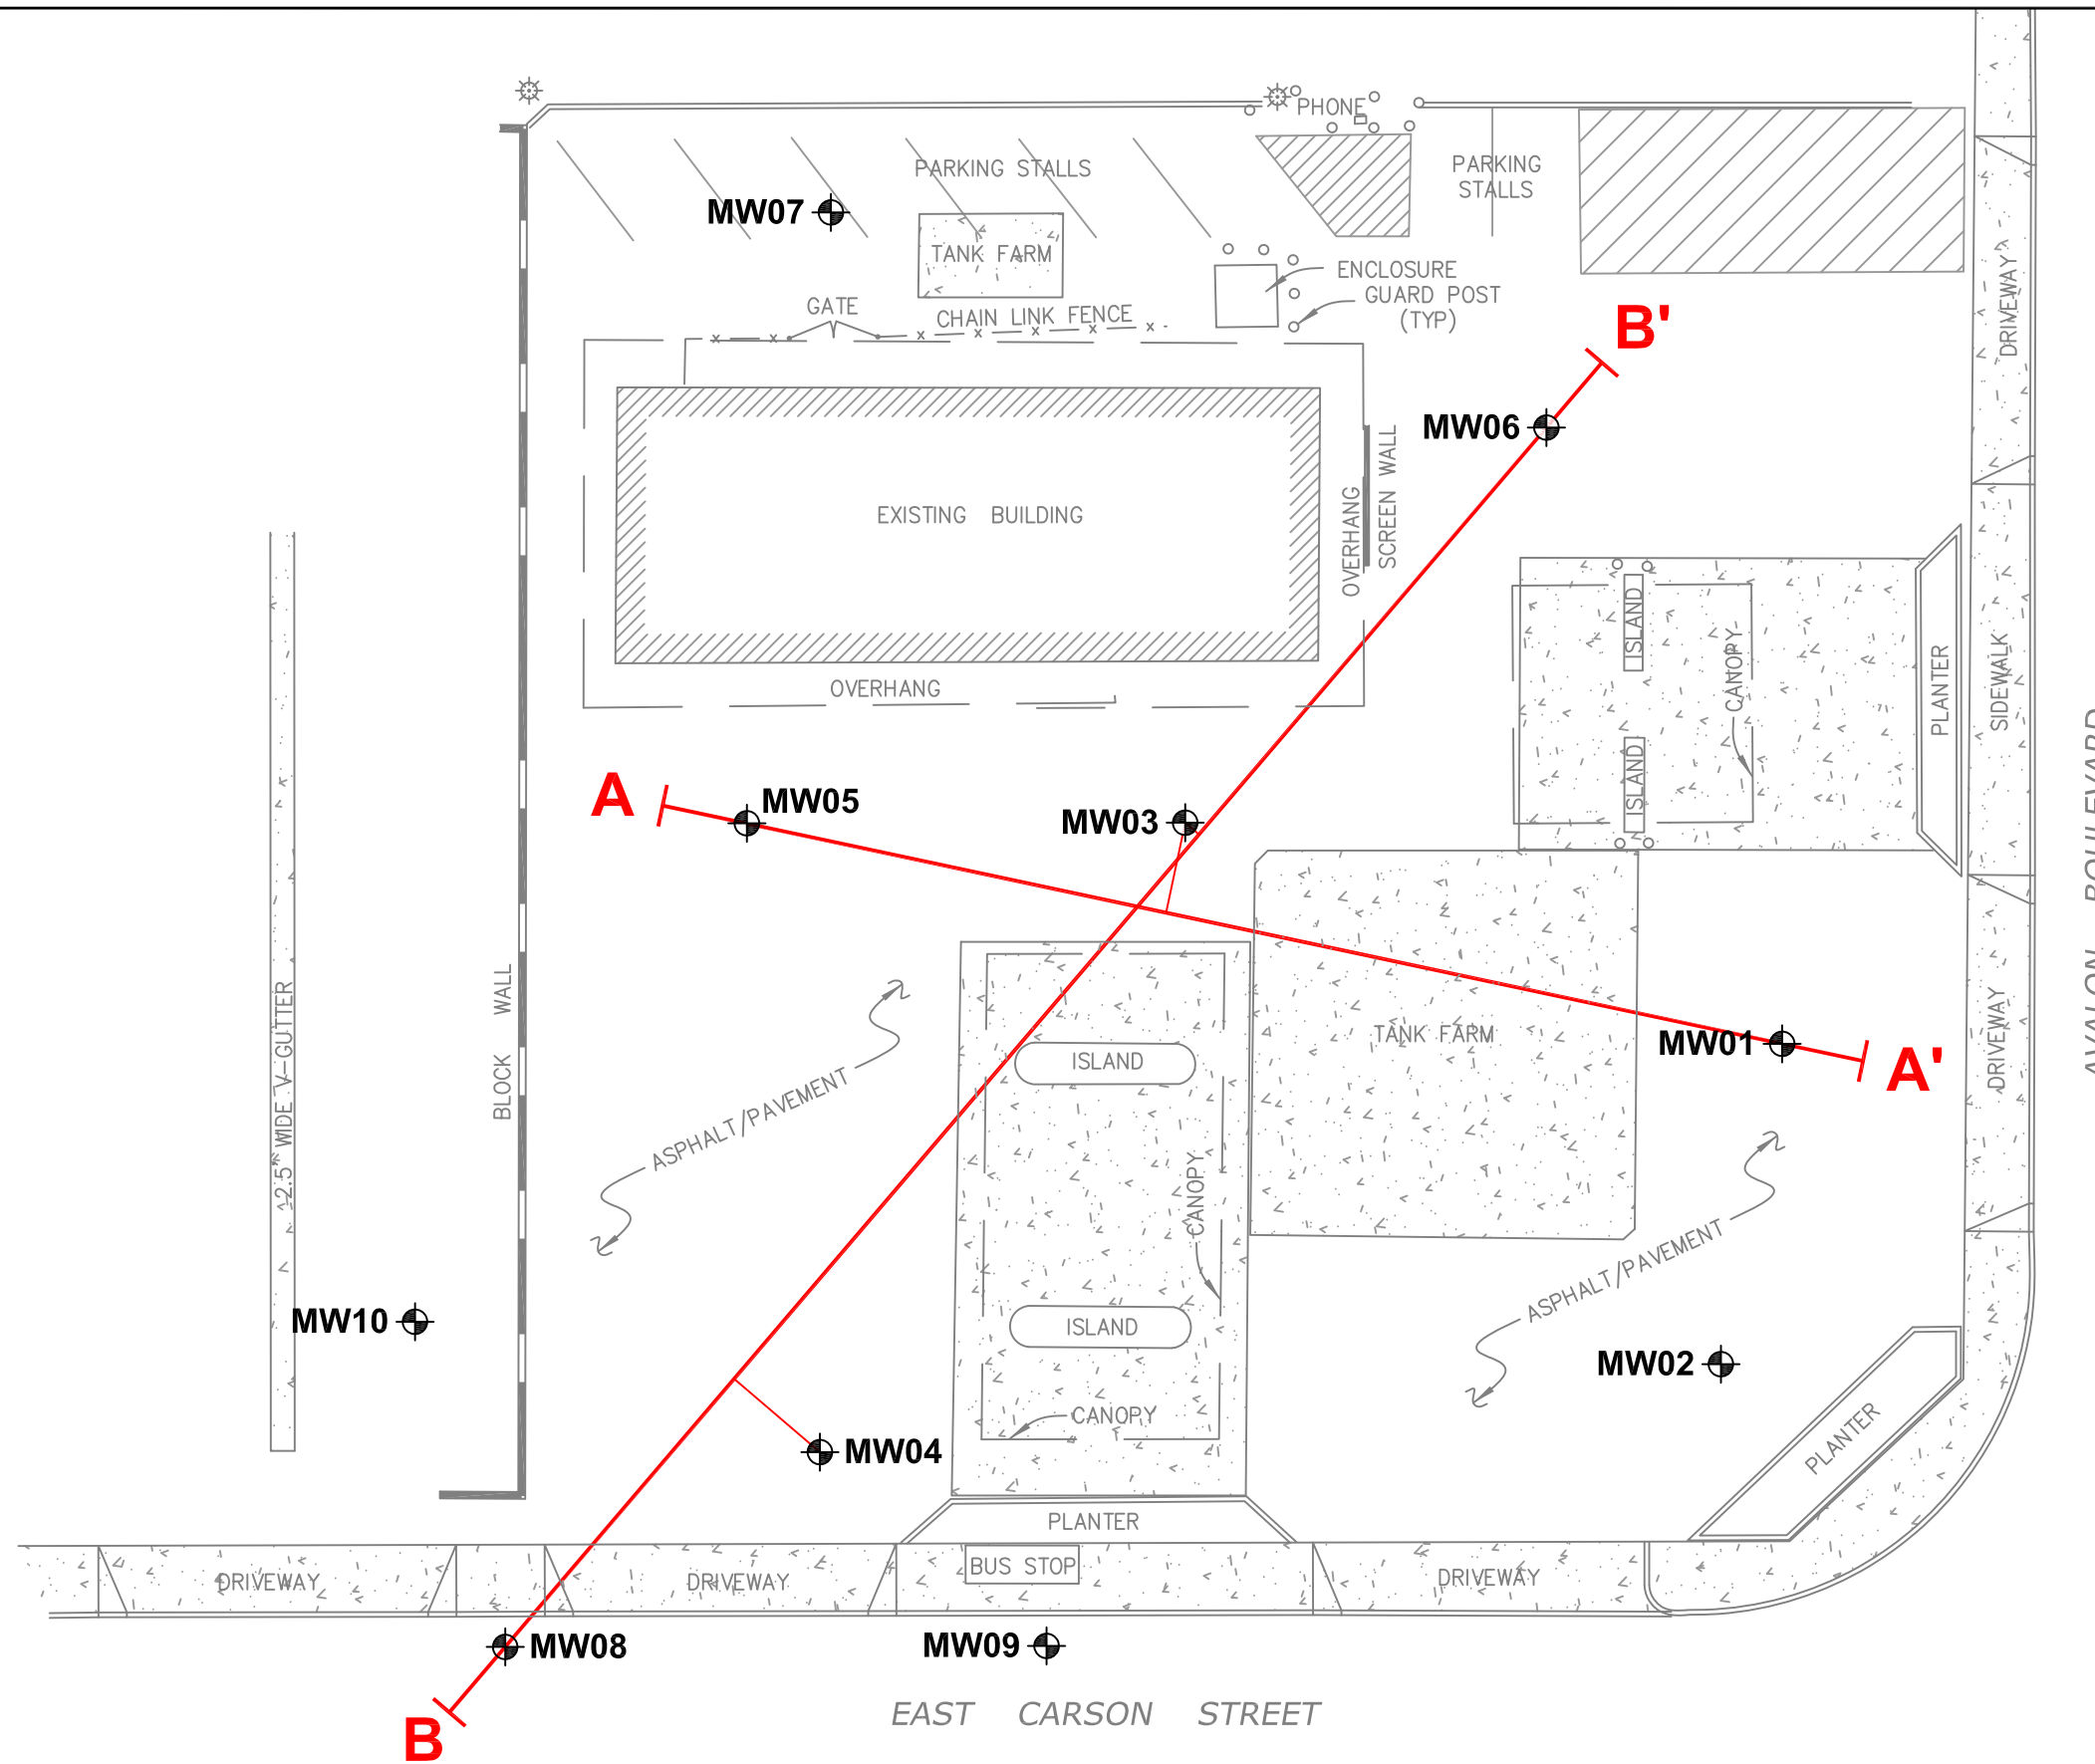 PHONE
PARKING STALLS
PARKING
STALLS
MW07
TANK FARM
ENCLOSURE
GUARD POST
(TYP)
GATE
CHAIN LINK FENCE
DRIVEWAY
B'
MW06
EXISTING BUILDING
OVERHANG
SCREEN WALL
ISLAND
CANOPY
PLANTER
SIDEWALK
OVERHANG
ISLAND
A
MW05
MW03
AVALON BOULEVARD
2.5' WIDE V-GUTTER
BLOCK WALL
ASPHALT/PAVEMENT
ISLAND
TANK FARM
MW01
A'
DRIVEWAY
CANOPY
ASPHALT/PAVEMENT
MW10
ISLAND
MW02
CANOPY
MW04
PLANTER
PLANTER
BUS STOP
DRIVEWAY
DRIVEWAY
DRIVEWAY
MW08
MW09
EAST CARSON STREET
B